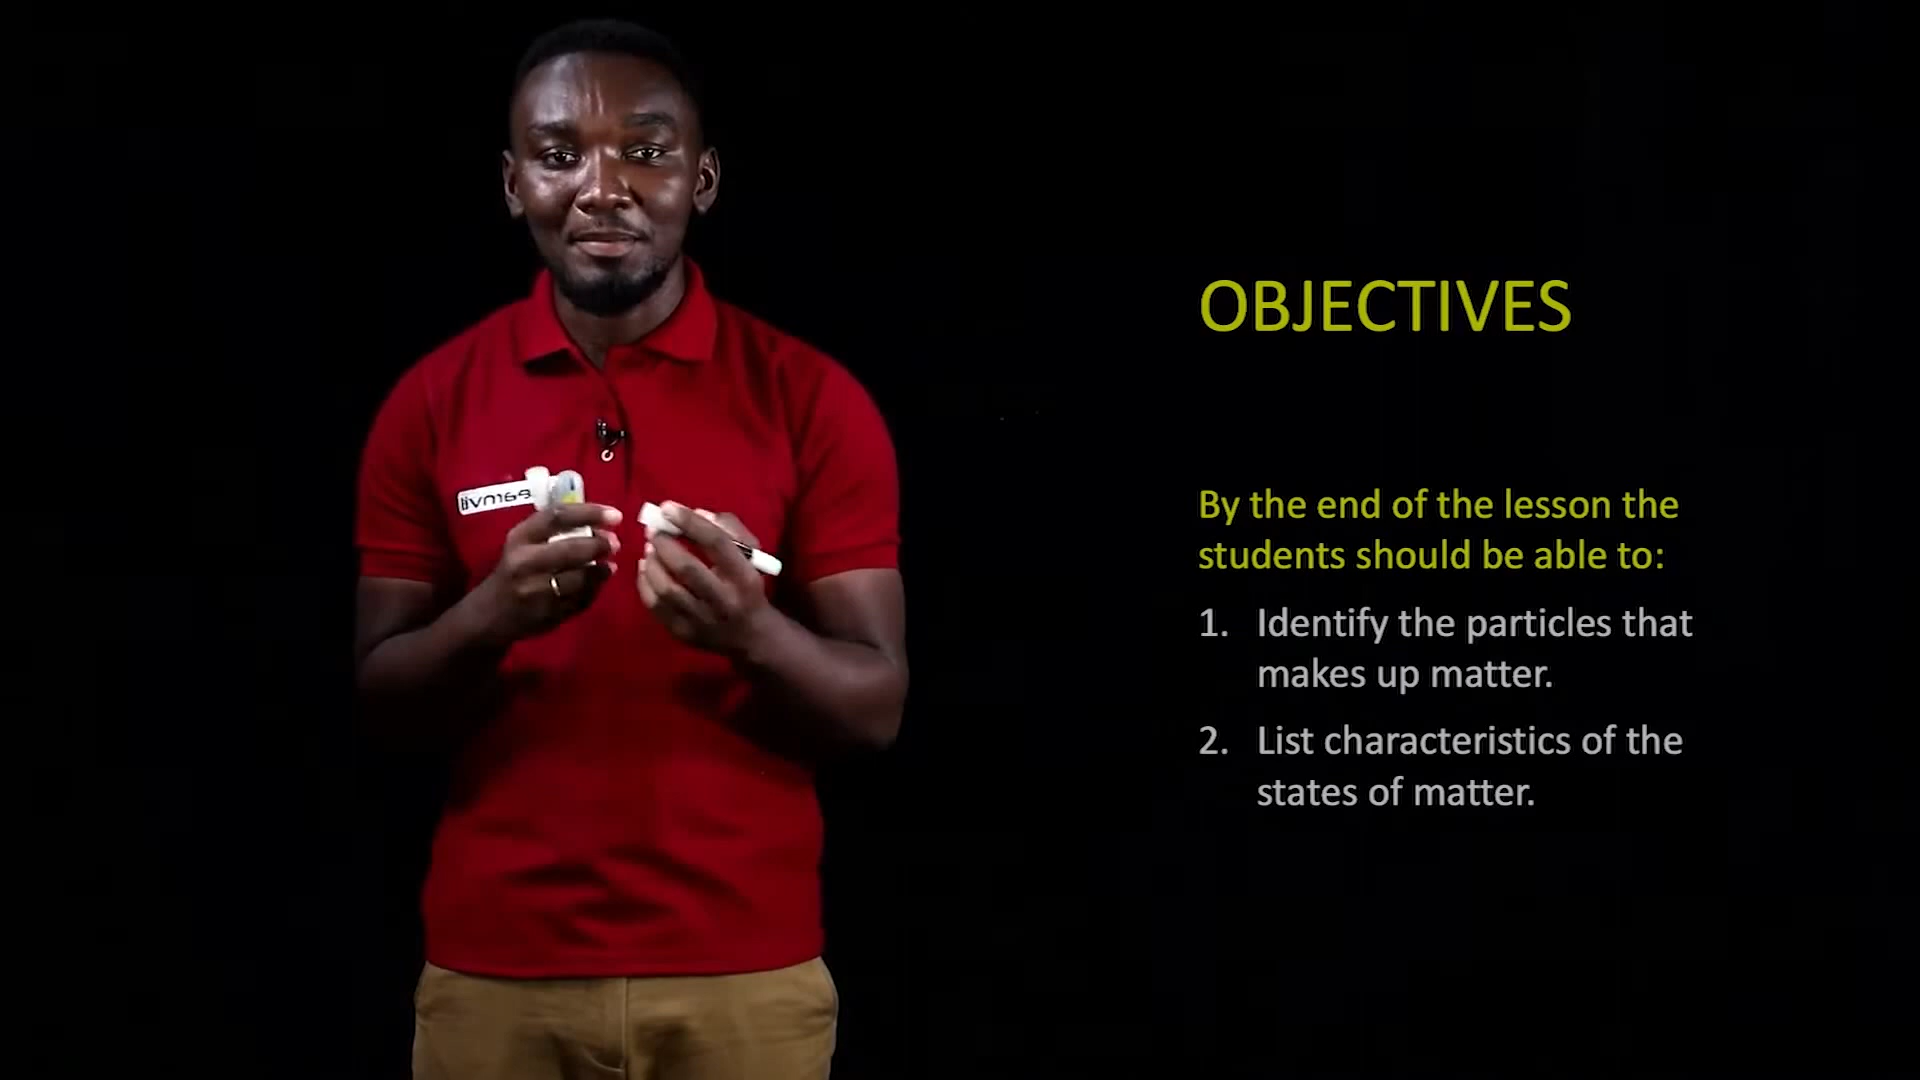 OBJECTIVES
By the end of the lesson the
students should be able to:
1. Identify the particles that
makes up matter.
2. List characteristics of the
states of matter.